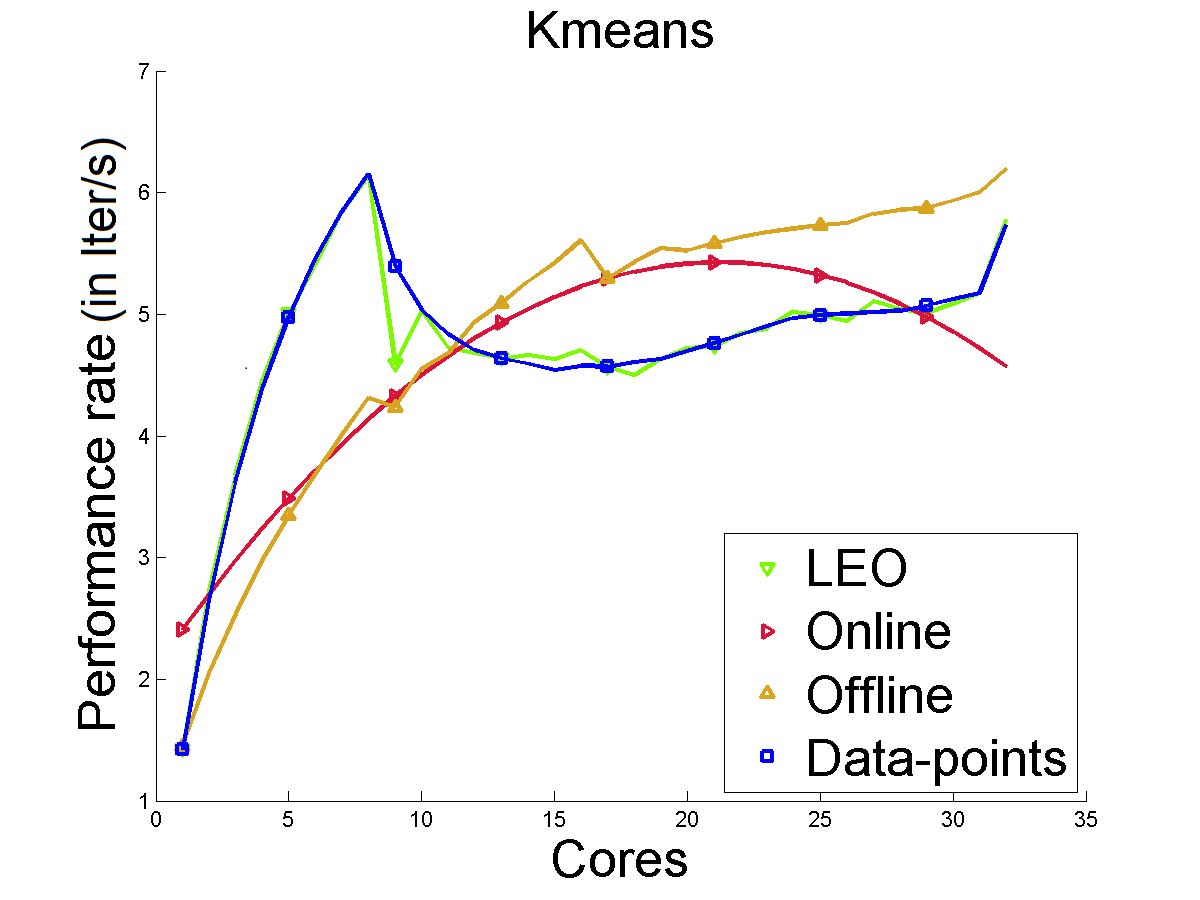 Kmeans
Performance rate (in Iter/s)
7
6
5
4
3
2
1
0
5
10
15
20
25
30
35
Cores
LEO
Online
Offline
Data-points